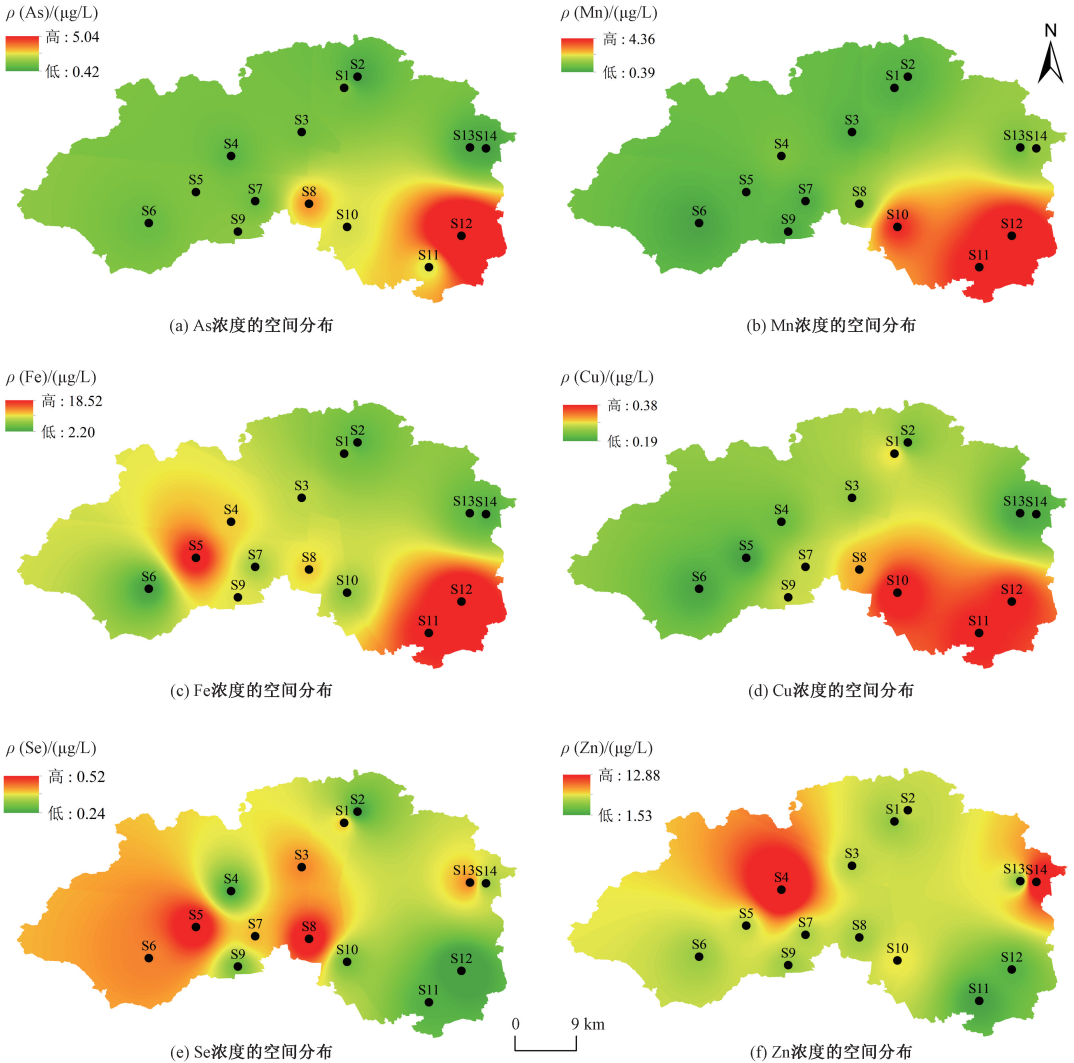 ρ (As)/(μg/L)
高 : 5.04
低 : 0.42
S1
S2
S3
S4
S5
S6
S7
S8
S9
S10
S11
S12
S13
S14
(a) As浓度的空间分布
ρ (Mn)/(μg/L)
高 : 4.36
低 : 0.39
N
S1
S2
S3
S4
S5
S6
S7
S8
S9
S10
S11
S12
S13
S14
(b) Mn浓度的空间分布
ρ (Fe)/(μg/L)
高 : 18.52
低 : 2.20
S1
S2
S3
S4
S5
S6
S7
S8
S9
S10
S11
S12
S13
S14
(c) Fe浓度的空间分布
ρ (Cu)/(μg/L)
高 : 0.38
低 : 0.19
S1
S2
S3
S4
S5
S6
S7
S8
S9
S10
S11
S12
S13
S14
(d) Cu浓度的空间分布
ρ (Se)/(μg/L)
高 : 0.52
低 : 0.24
S1
S2
S3
S4
S5
S6
S7
S8
S9
S10
S11
S12
S13
S14
(e) Se浓度的空间分布
0 9 km
ρ (Zn)/(μg/L)
高 : 12.88
低 : 1.53
S1
S2
S3
S4
S5
S6
S7
S8
S9
S10
S11
S12
S13
S14
(f) Zn浓度的空间分布